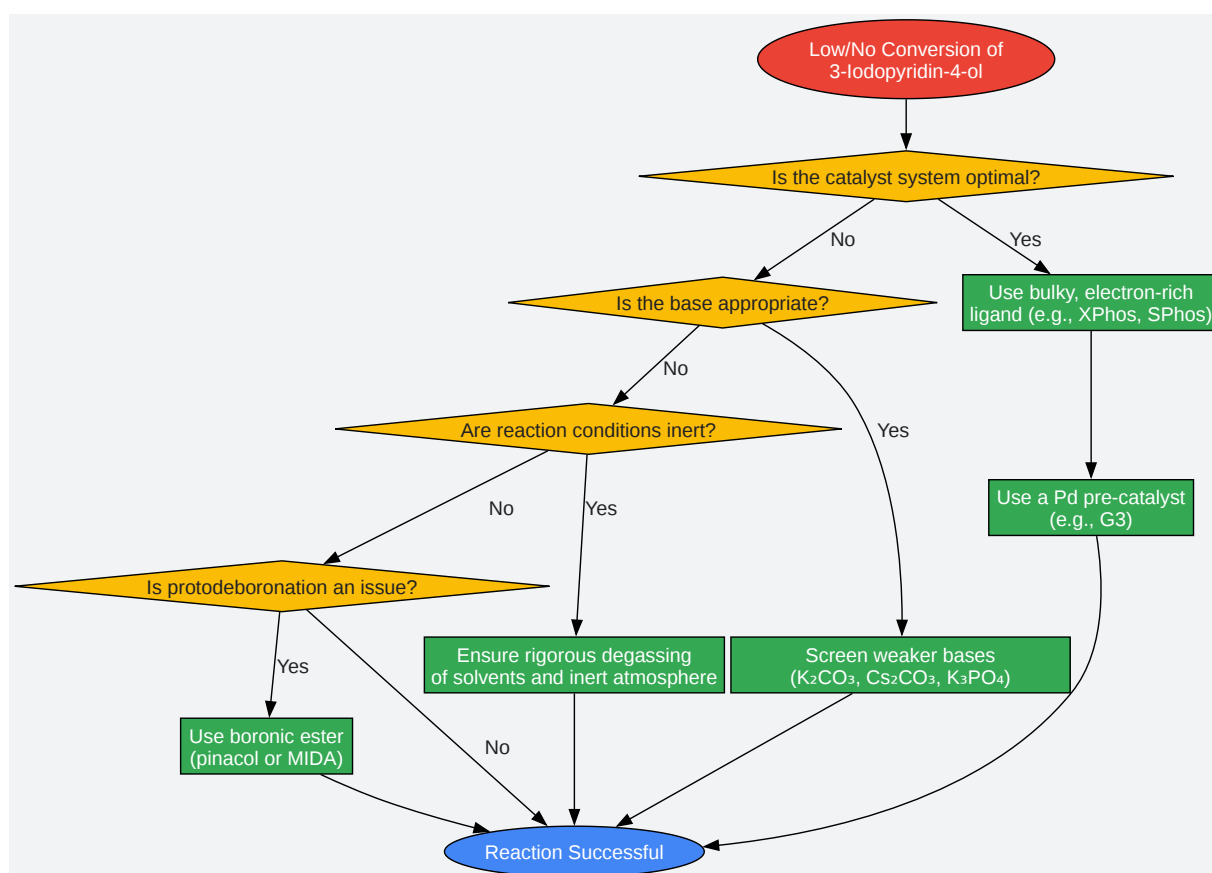 Low/No Conversion of
3-Iodopyridin-4-ol
Is the catalyst system optimal?
No
Yes
Is the base appropriate?
Use bulky, electron-rich
ligand (e.g., XPhos, SPhos)
No
Are reaction conditions inert?
Yes
No
Yes
Use a Pd pre-catalyst
(e.g., G3)
Is protodeboronation an issue?
Yes
Ensure rigorous degassing
of solvents and inert atmosphere
Screen weaker bases
(K₂CO₃, Cs₂CO₃, K₃PO₄)
Use boronic ester
(pinacol or MIDA)
No
Reaction Successful